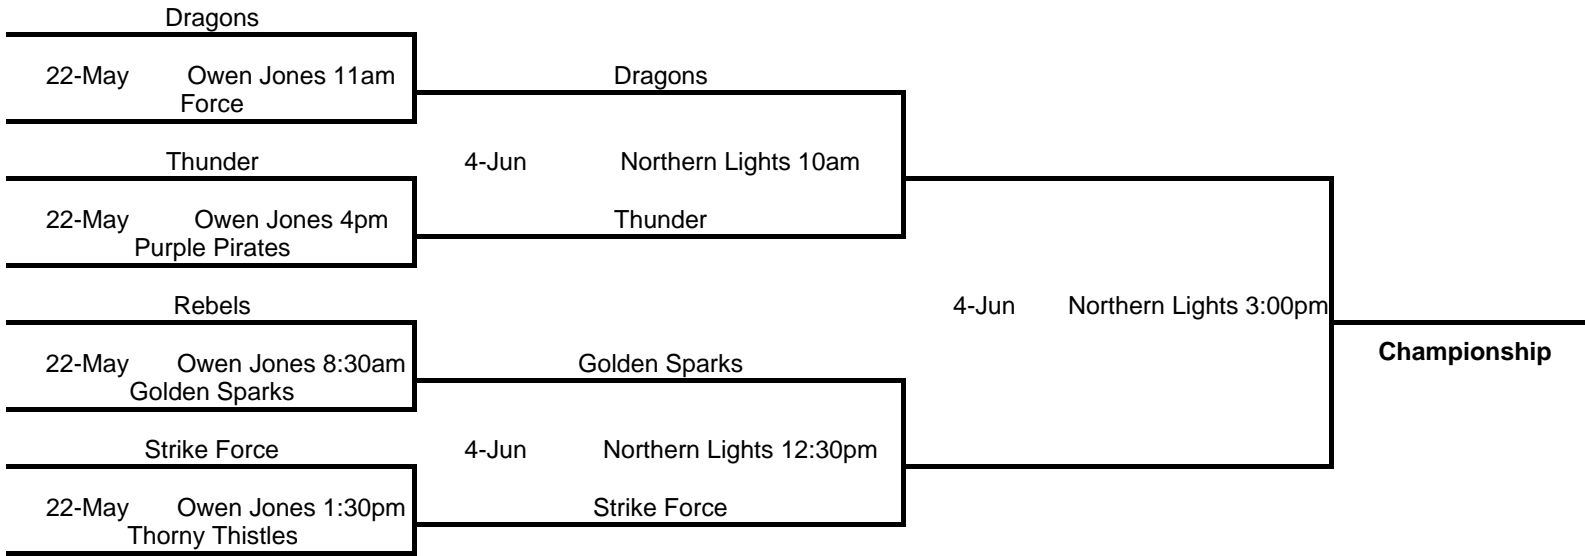 Dragons
22-May Owen Jones 11am
Force
Dragons
Thunder
4-Jun Northern Lights 10am
22-May Owen Jones 4pm
Purple Pirates
Thunder
Rebels
4-Jun Northern Lights 3:00pm
22-May Owen Jones 8:30am
Golden Sparks
Golden Sparks
Championship
Strike Force
4-Jun Northern Lights 12:30pm
22-May Owen Jones 1:30pm
Thorny Thistles
Strike Force